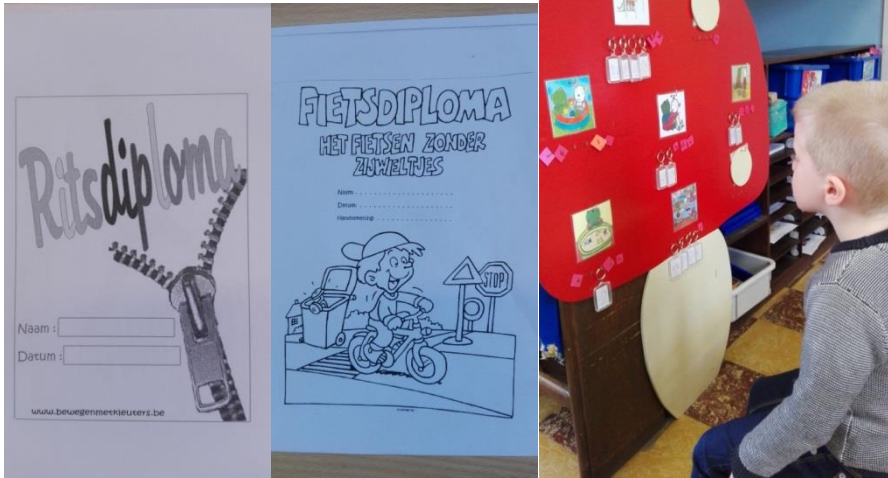 Ritsdiploma
Naam :
Datum :
www.bewegenmetkleuters.be
FIETSDIPLOMA
HET FIETSEN ZONDER
ZIJWIELTJES
Naam
Datum
Handtekening
STOP